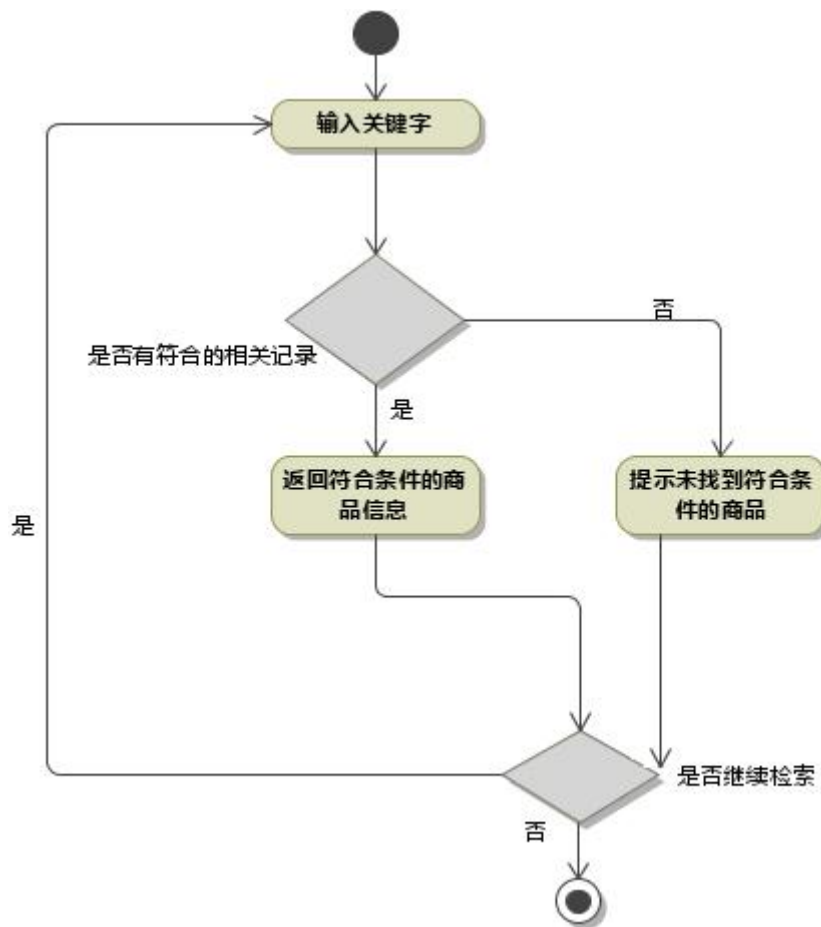 输入关键字
否
是否有符合的相关记录
是
返回符合条件的商
品信息
提示未找到符合条
件的商品
是
是否继续检索
否